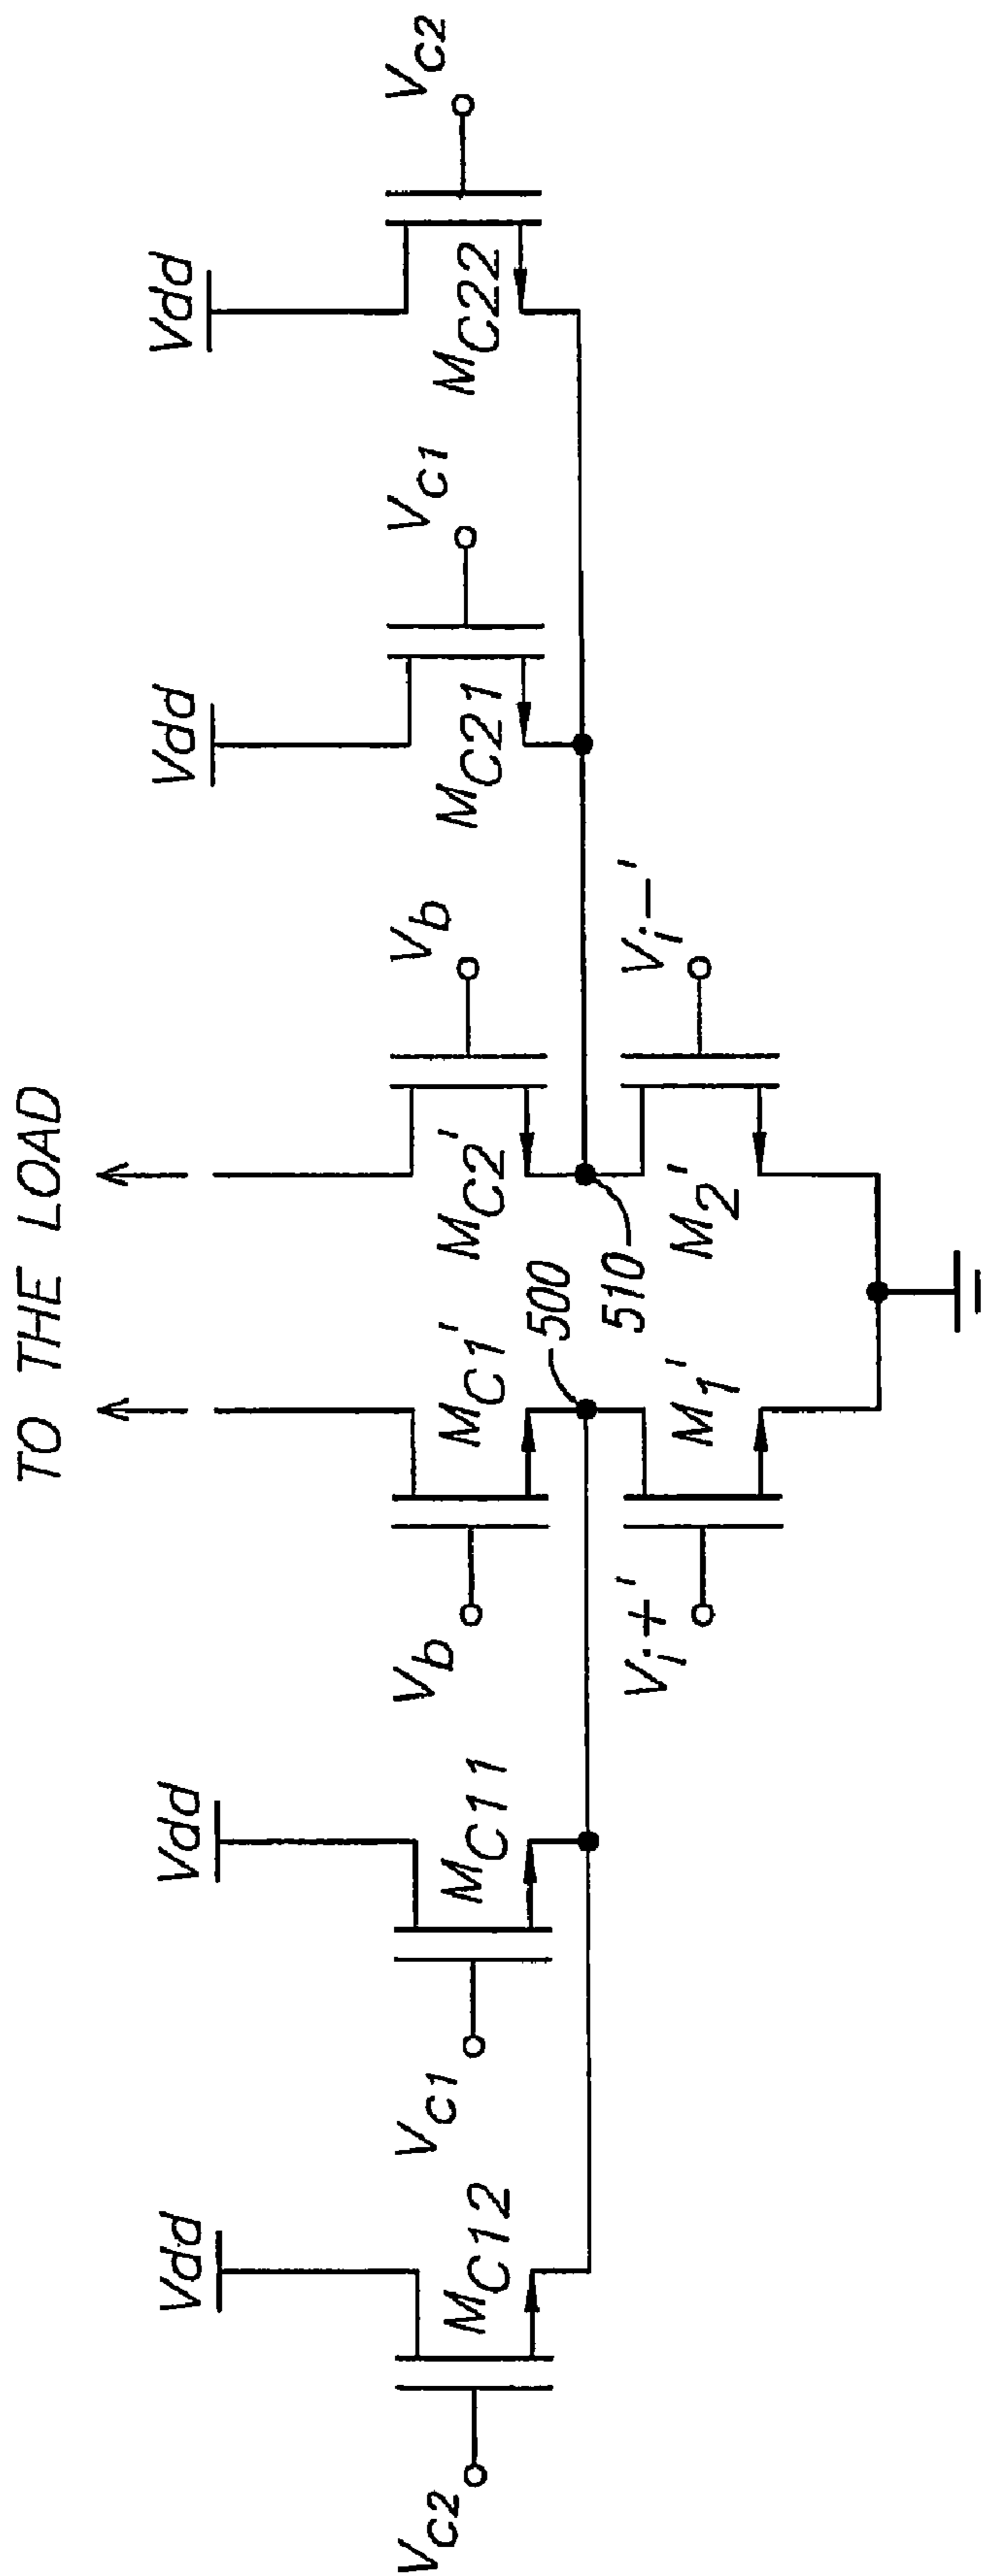 TO THE LOAD
Vdd
Vdd
Vdd
Vdd
VC2
MC12
VC1
MC11
Vb
MC1'
MC2'
Vb
MC21
VC1
MC22
VC2
500
510
Vi+'
M1'
M2'
Vi-'